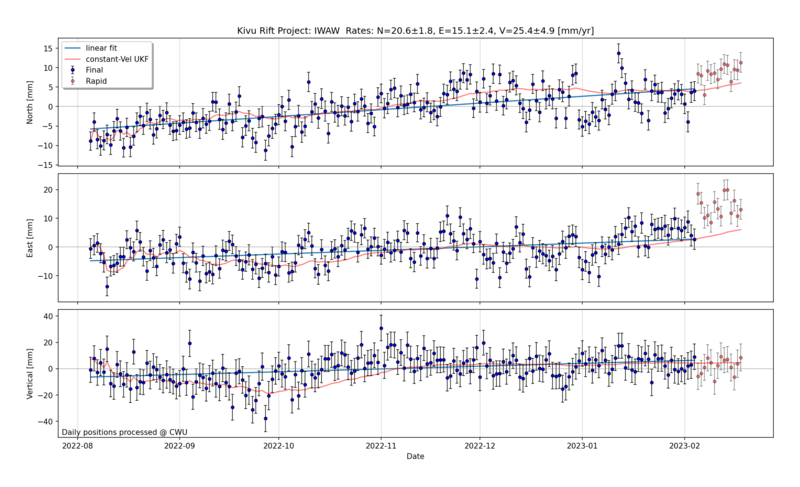 Kivu Rift Project: IWAW  Rates: N=20.6±1.8, E=15.1±2.4, V=25.4±4.9 [mm/yr]
linear fit
constant-Vel UKF
Final
Rapid
North [mm]
15
10
5
0
−5
−10
−15
East [mm]
20
10
0
−10
Vertical [mm]
40
20
0
−20
−40
Daily positions processed @ CWU
2022-08
2022-09
2022-10
2022-11
2022-12
2023-01
2023-02
Date